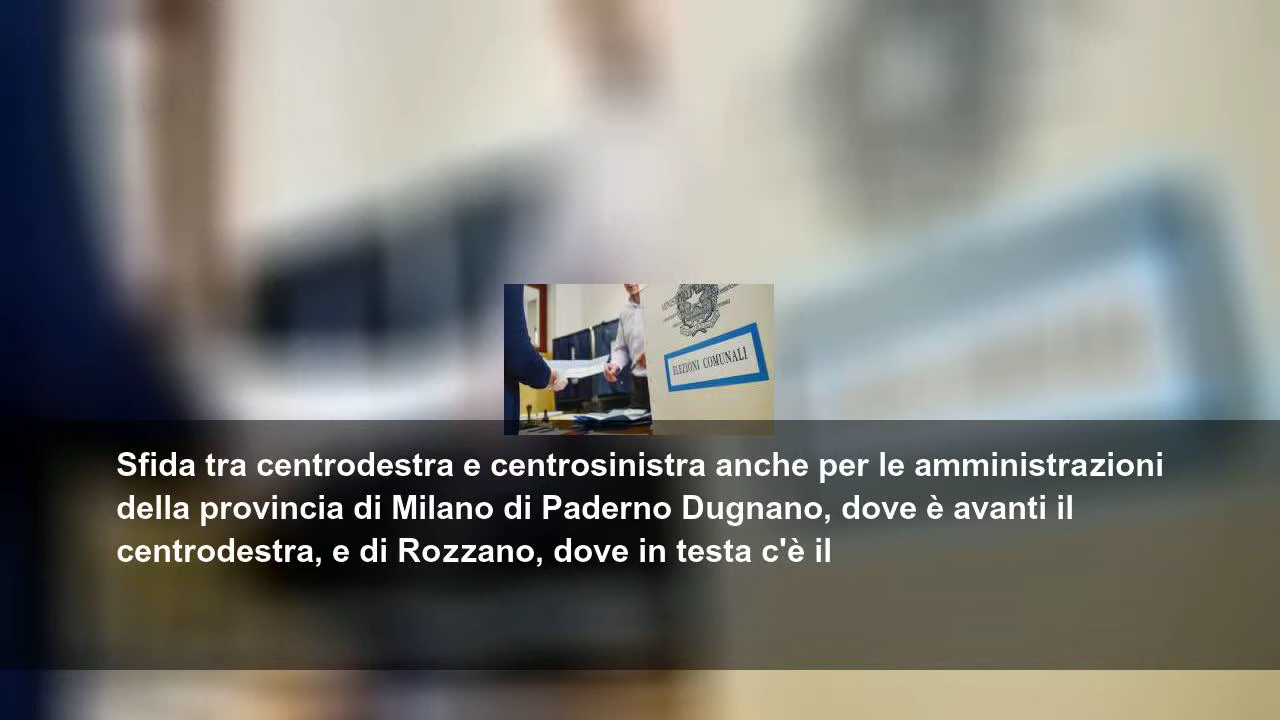 ELEZIONI COMUNALI
Sfida tra centrodestra e centrosinistra anche per le amministrazioni
della provincia di Milano di Paderno Dugnano, dove è avanti il
centrodestra, e di Rozzano, dove in testa c'è il